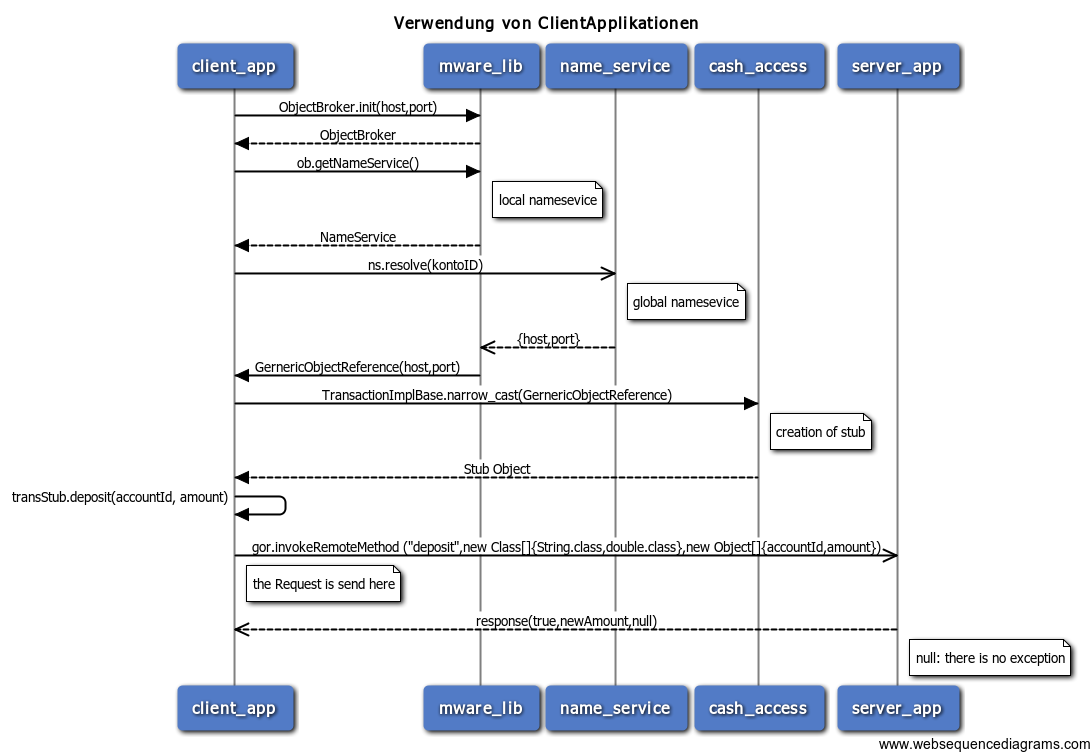 Verwendung von ClientApplikationen
client_app
mware_lib
name_service
cash_access
server_app
ObjectBroker.init(host,port)
ObjectBroker
ob.getNameService()
local namesevice
NameService
ns.resolve(kontoID)
global namesevice
{host,port}
GernericObjectReference(host,port)
TransactionImplBase.narrow_cast(GernericObjectReference)
creation of stub
Stub Object
transStub.deposit(accountId, amount)
gor.invokeRemoteMethod ("deposit",new Class[]{String.class,double.class},new Object[]{accountId,amount})
the Request is send here
response(true,newAmount,null)
null: there is no exception
client_app
mware_lib
name_service
cash_access
server_app
www.websequencediagrams.com